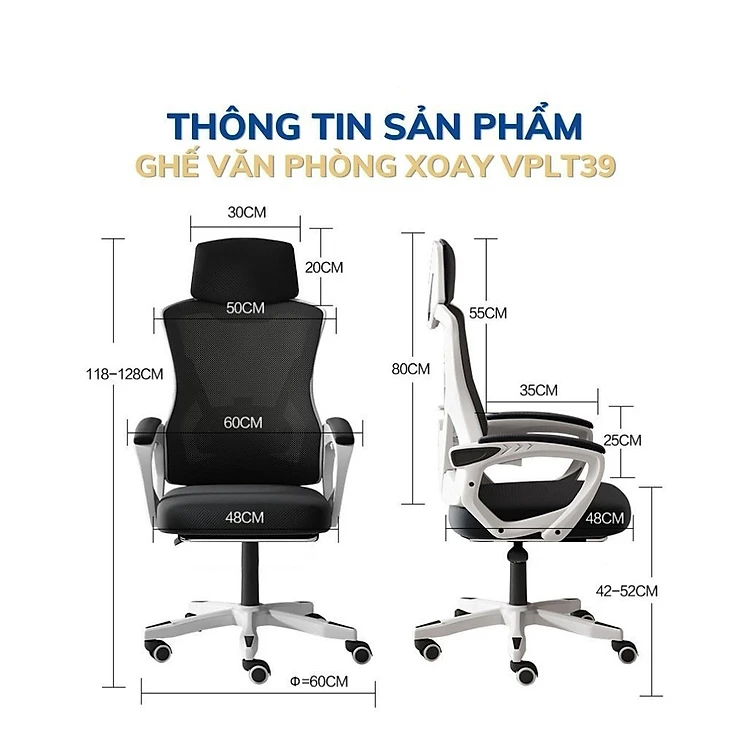 THÔNG TIN SẢN PHẨM
GHẾ VĂN PHÒNG XOAY VPLT39
30CM
20CM
50CM
55CM
80CM
118-128CM
35CM
60CM
25CM
48CM
48CM
42-52CM
Φ=60CM